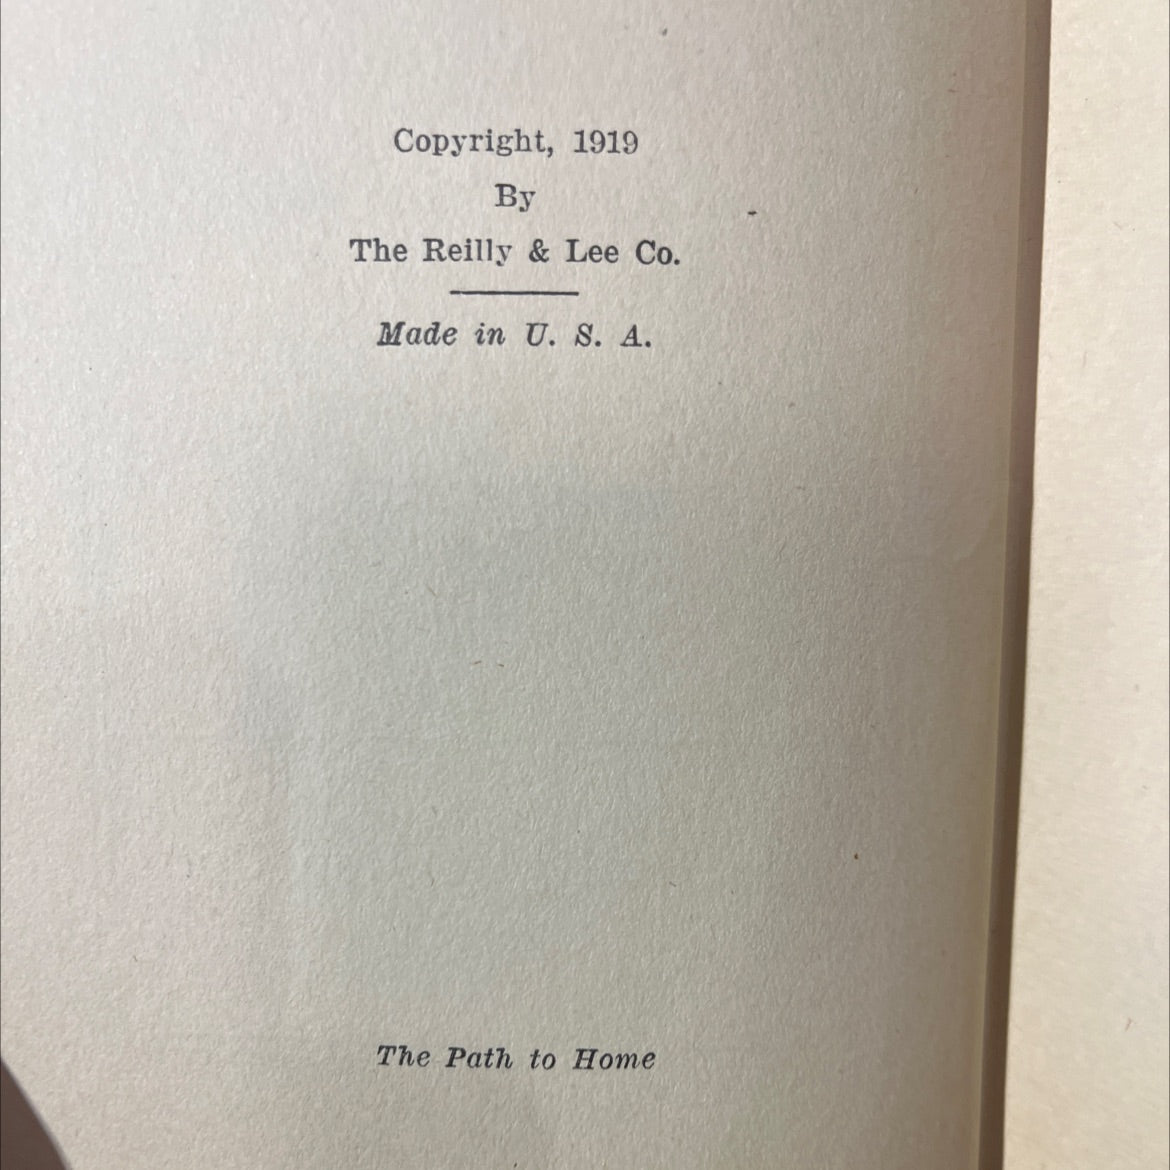 Copyright, 1919
By
The Reilly & Lee Co.
Made in U. S. A.
The Path to Home